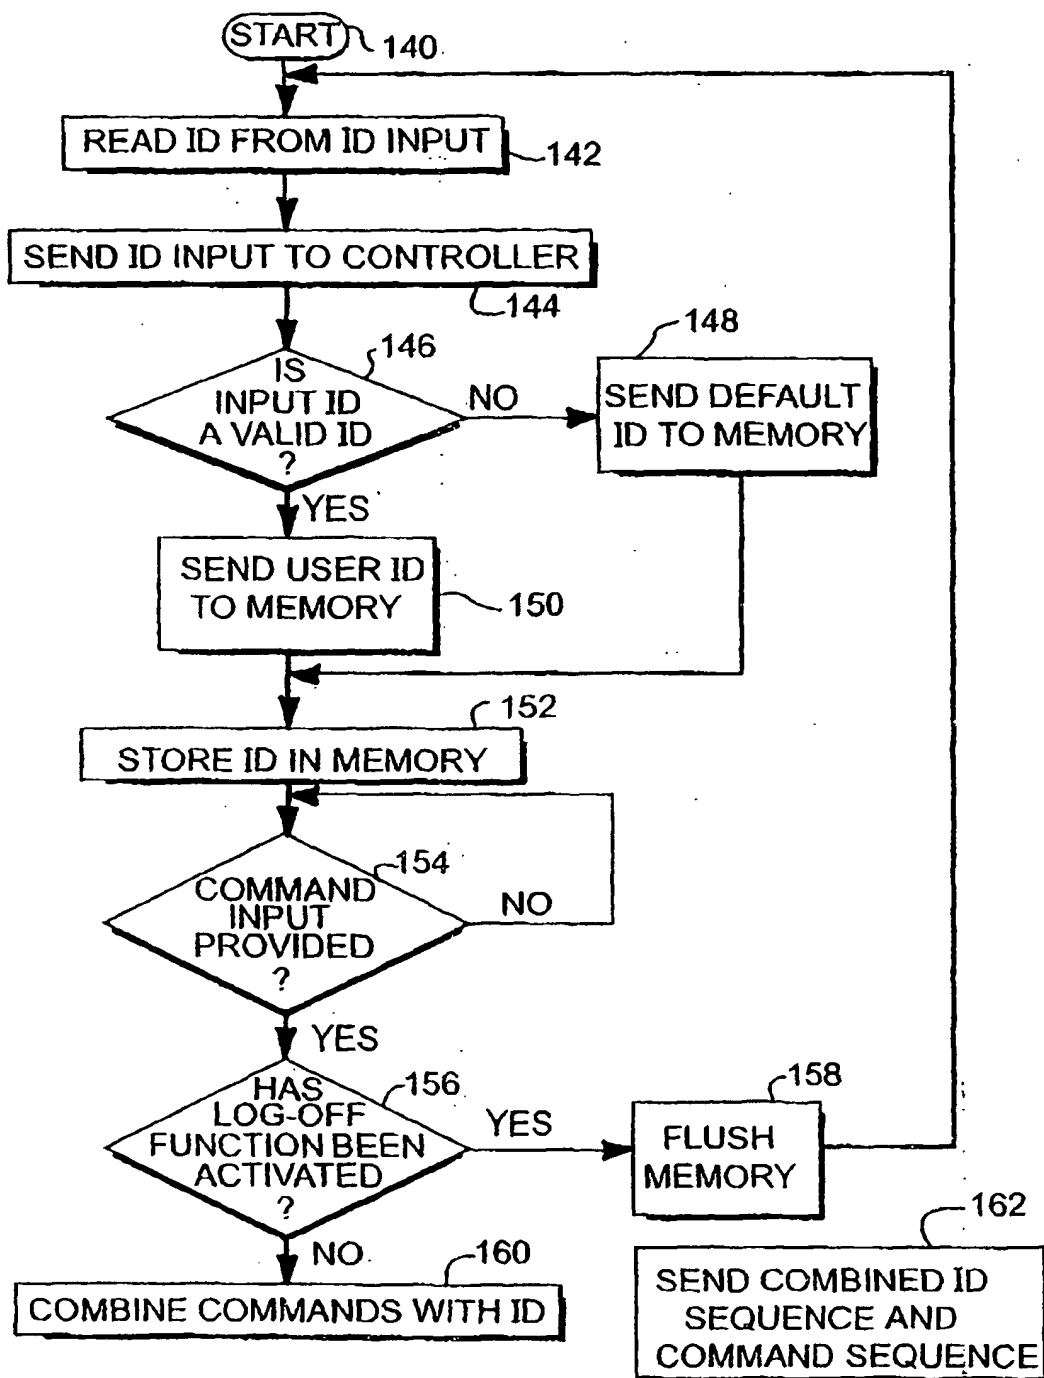 START
140
READ ID FROM ID INPUT
142
SEND ID INPUT TO CONTROLLER
144
146
IS
INPUT ID
A VALID ID
?
NO
148
SEND DEFAULT
ID TO MEMORY
YES
SEND USER ID
TO MEMORY
150
152
STORE ID IN MEMORY
154
COMMAND
INPUT
PROVIDED
?
NO
YES
156
HAS
LOG-OFF
FUNCTION BEEN
ACTIVATED
?
YES
158
FLUSH
MEMORY
NO
160
COMBINE COMMANDS WITH ID
162
SEND COMBINED ID
SEQUENCE AND
COMMAND SEQUENCE